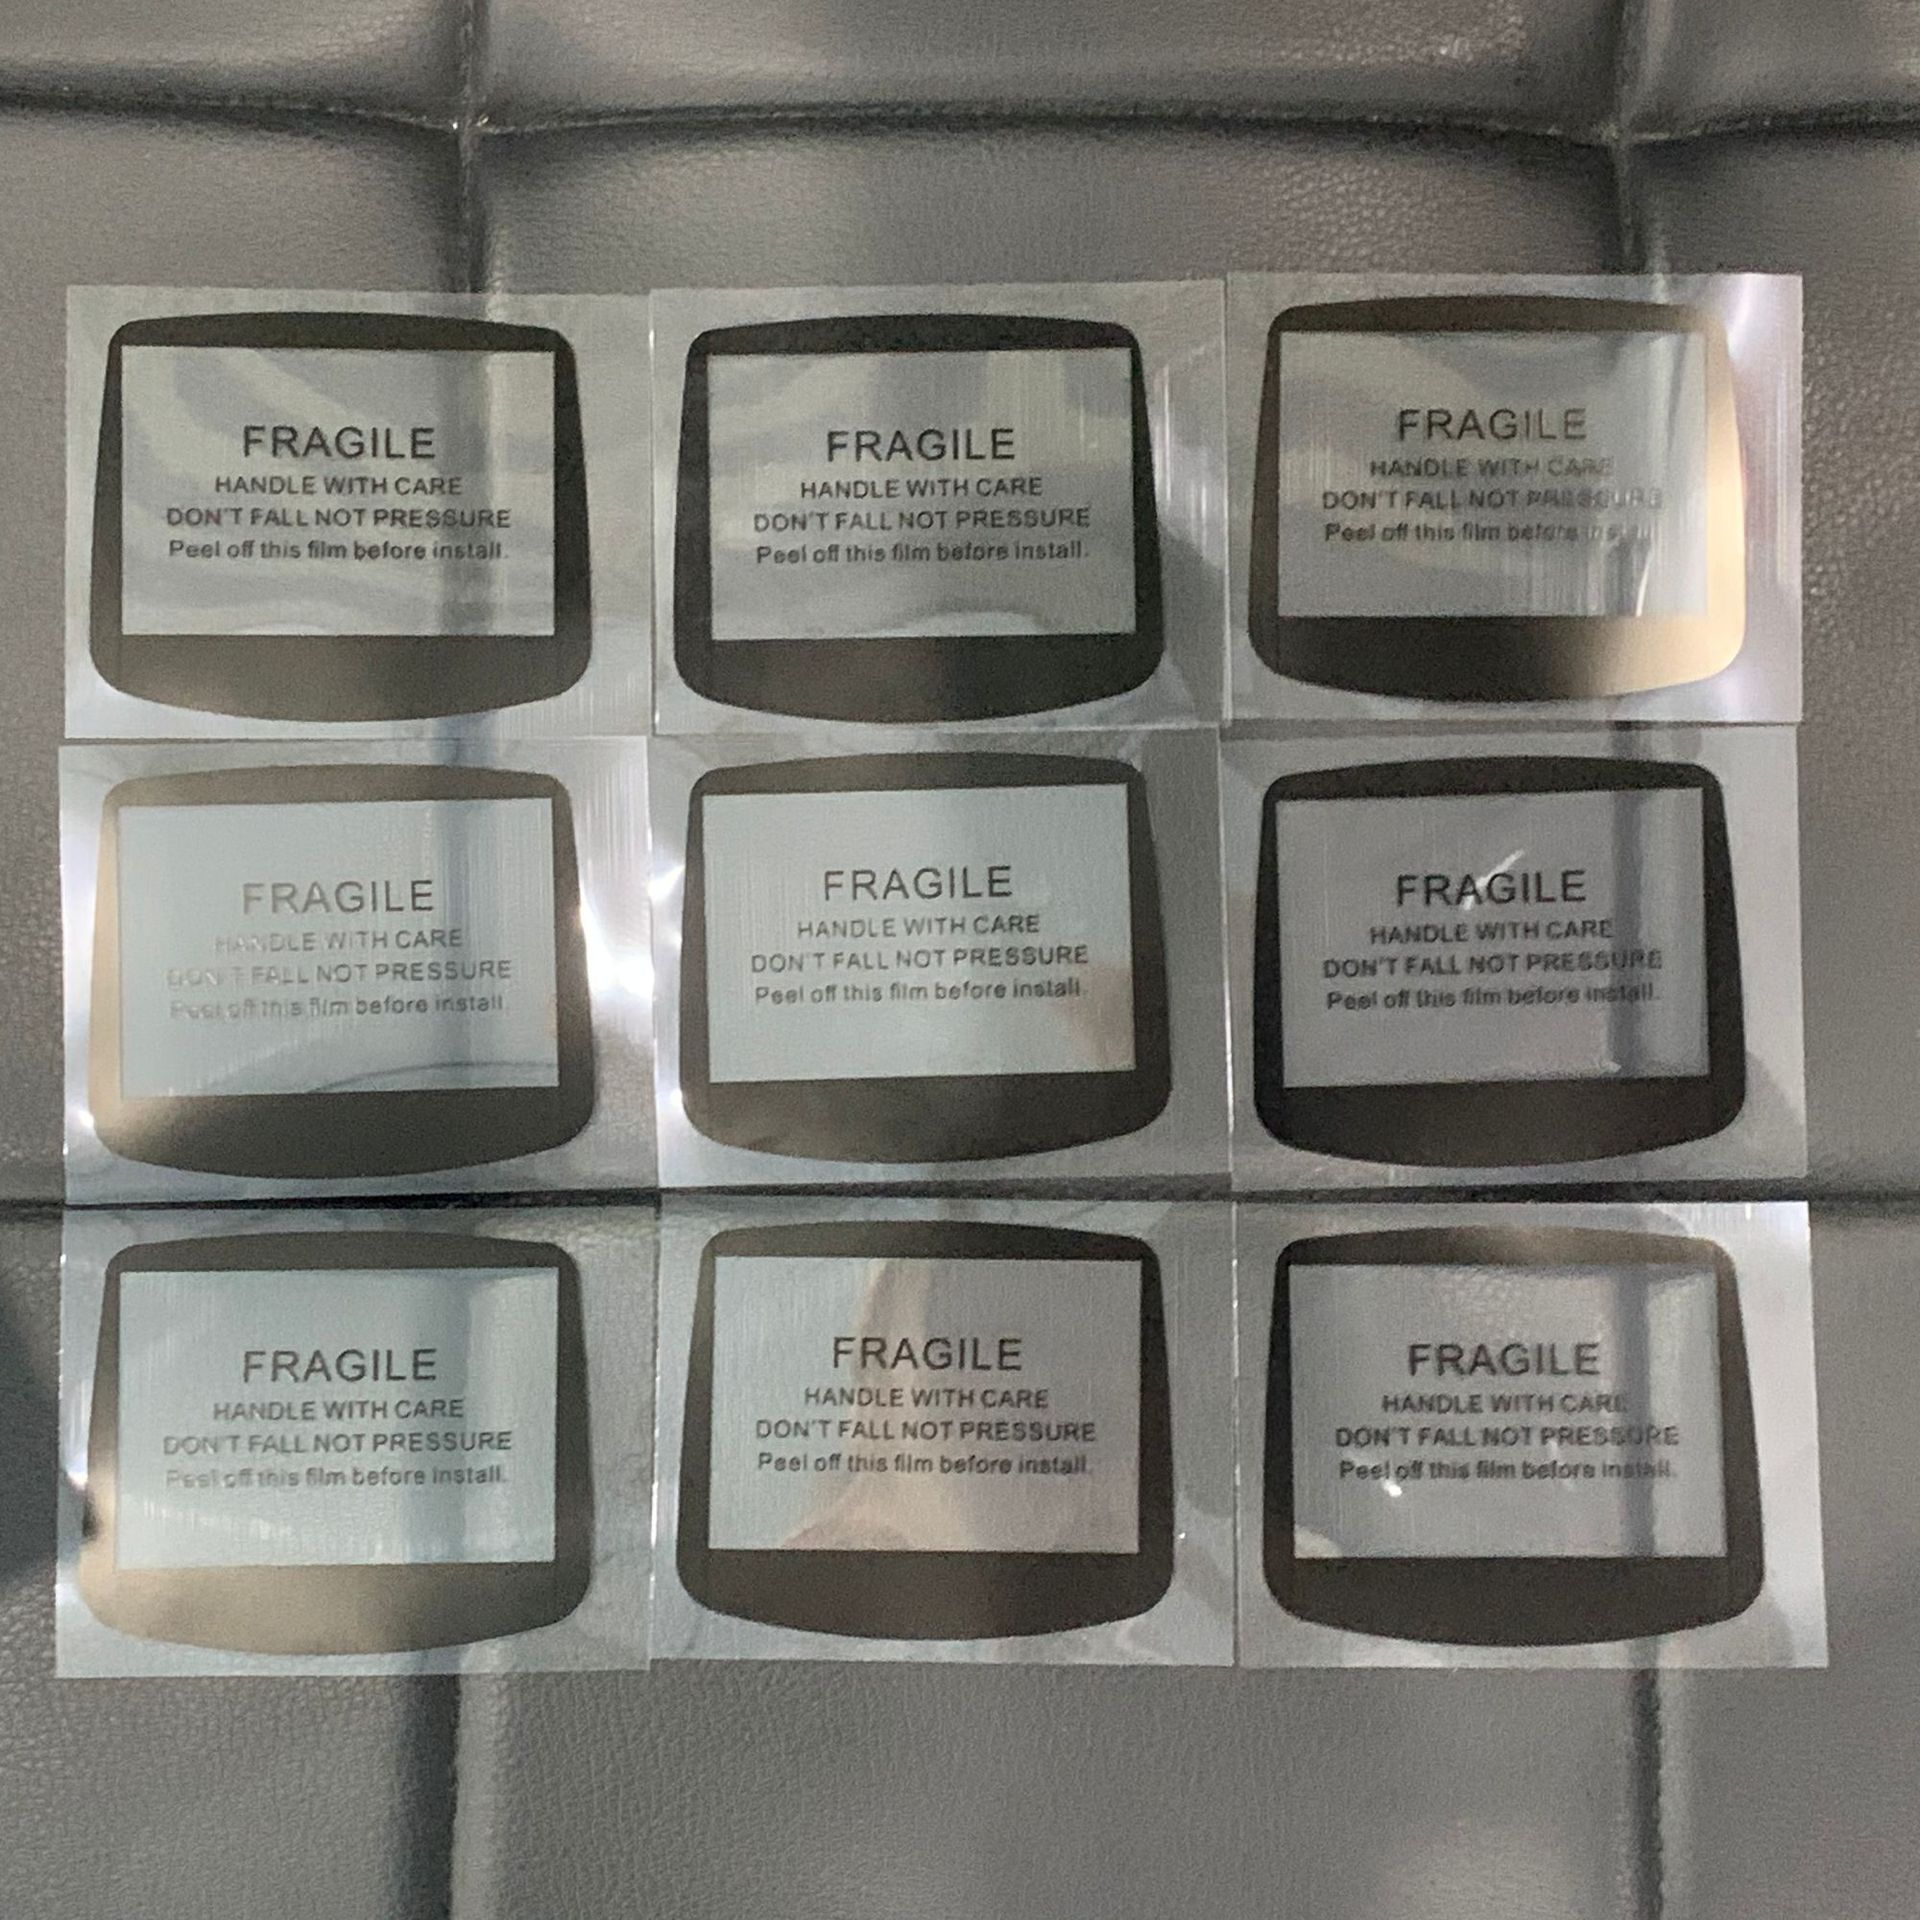 FRAGILE
HANDLE WITH CARE
DON'T FALL NOT PRESSURE
Peel off this film before install.
FRAGILE
HANDLE WITH CARE
DON'T FALL NOT PRESSURE
Peel off this film before install.
FRAGILE
HANDLE WITH CARE
DON'T FALL NOT PRESSURE
Peel off this film before install
FRAGILE
HANDLE WITH CARE
DON'T FALL NOT PRESSURE
Peel off this film before install.
FRAGILE
HANDLE WITH CARE
DON'T FALL NOT PRESSURE
Peel off this film before install.
FRAGILE
HANDLE WITH CARE
DON'T FALL NOT PRESSURE
Peel off this film before install.
FRAGILE
HANDLE WITH CARE
DON'T FALL NOT PRESSURE
Peel off this film before install.
FRAGILE
HANDLE WITH CARE
DON'T FALL NOT PRESSURE
Peel off this film before install.
FRAGILE
HANDLE WITH CARE
DON'T FALL NOT PRESSURE
Peel off this film before install.